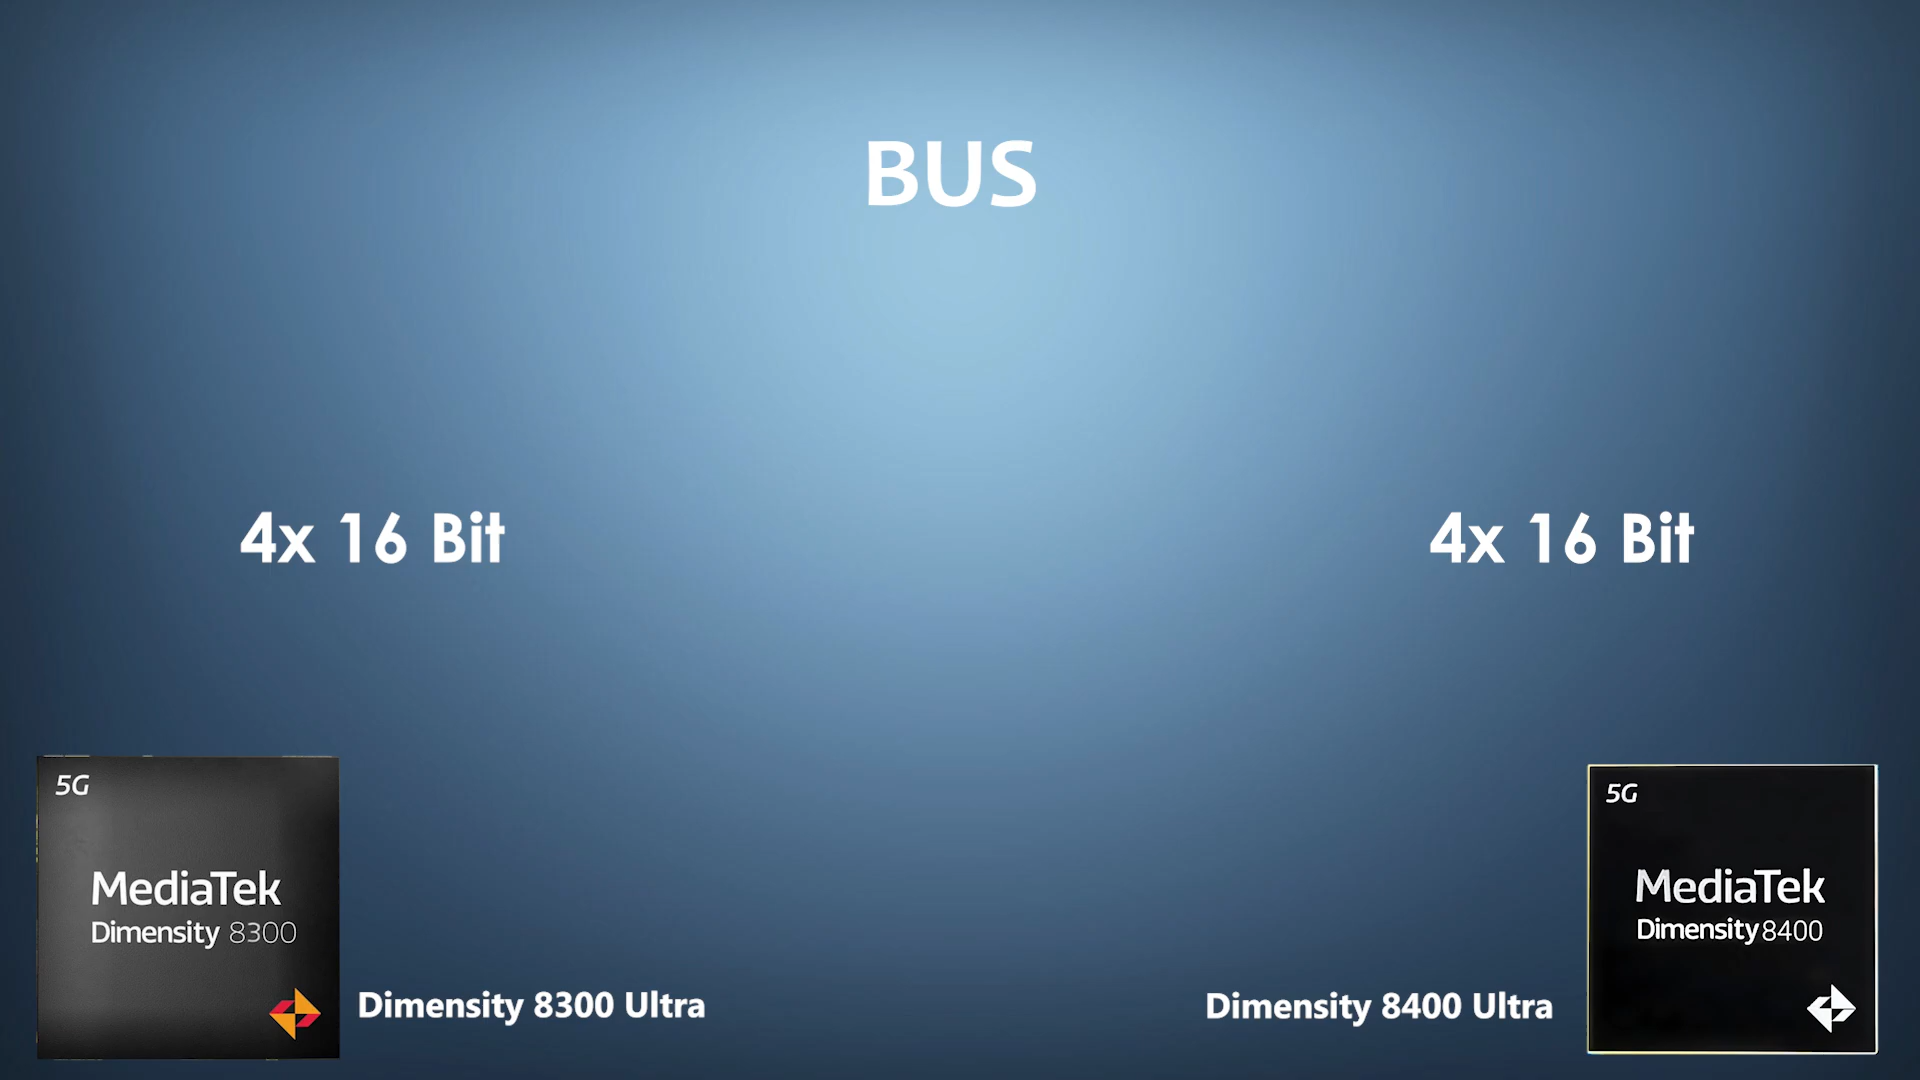 BUS
4x 16 Bit
4x 16 Bit
5G
MediaTek
Dimensity 8300
Dimensity 8300 Ultra
Dimensity 8400 Ultra
5G
MediaTek
Dimensity 8400